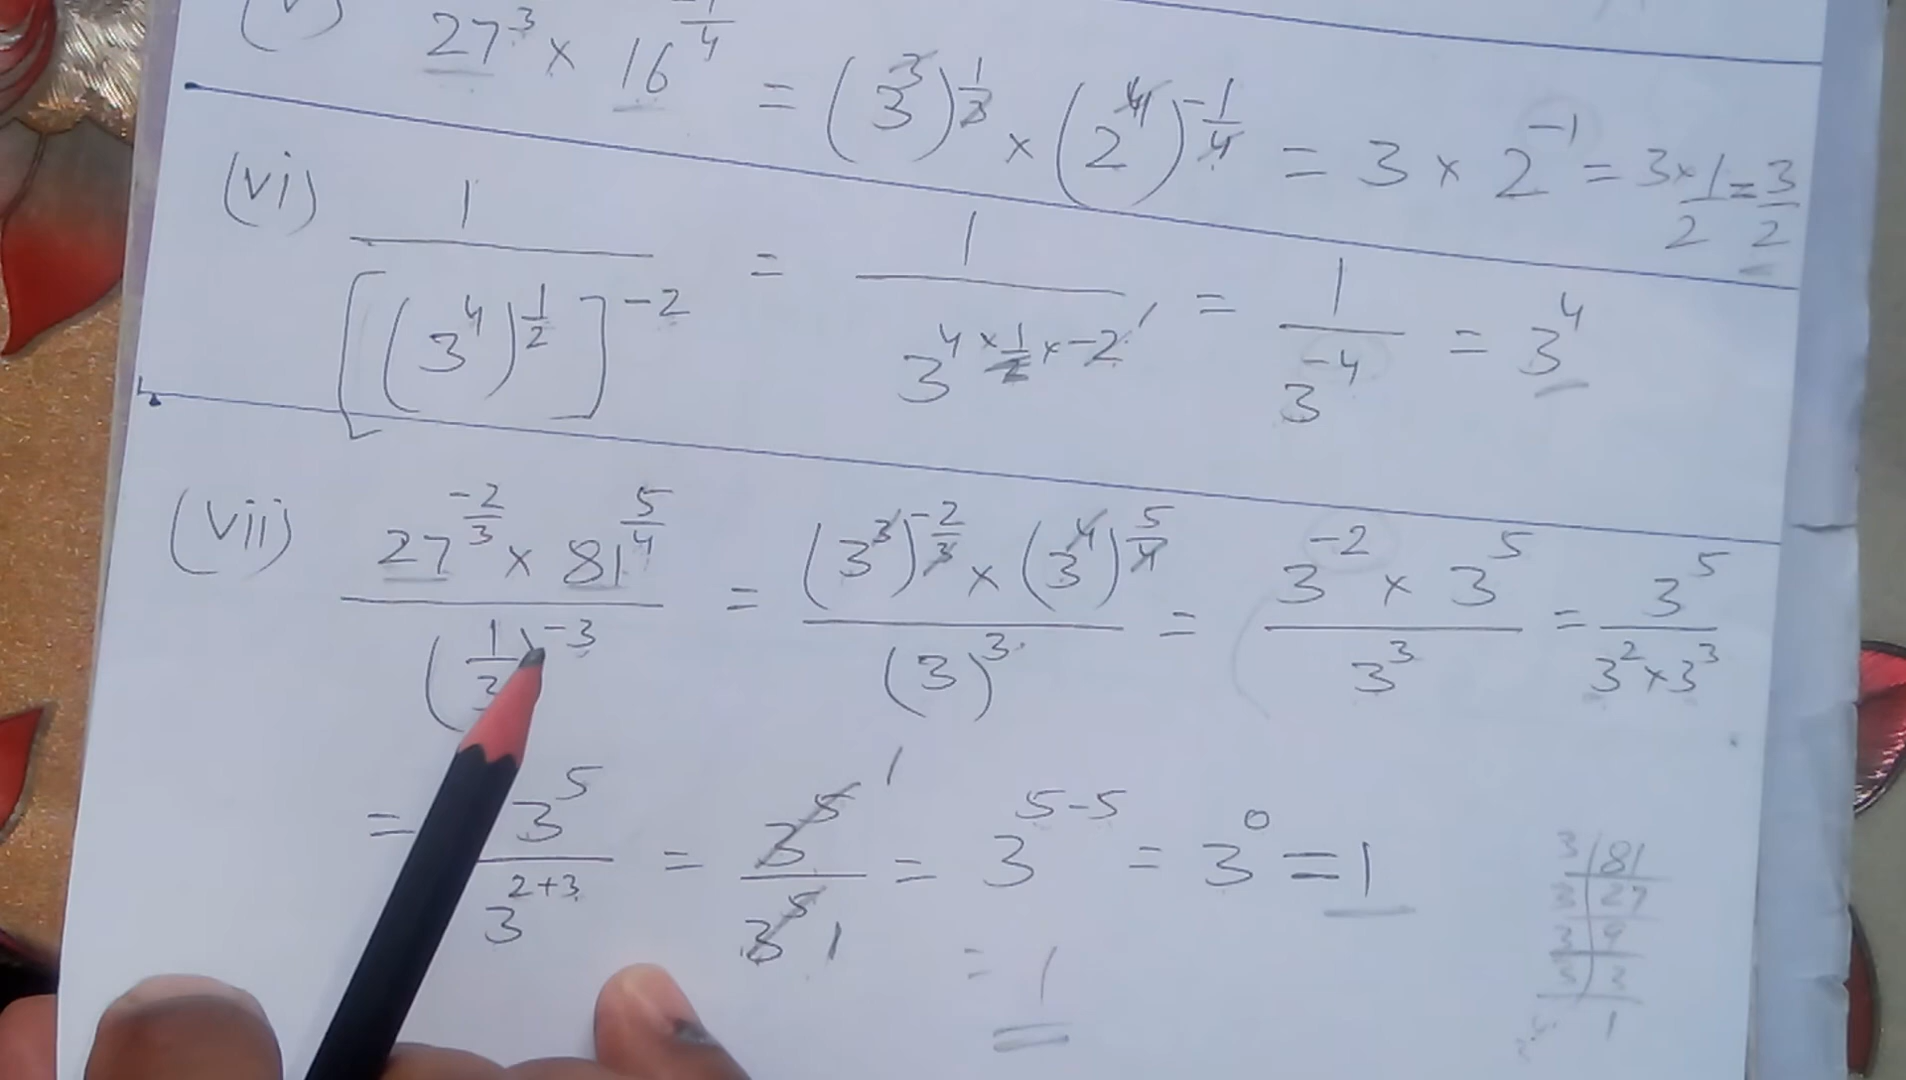 27^3 × 16^(-1/4) = (3^3)^(1/3) × (2^4)^(-1/4) = 3 × 2^-1 = 3×1/2 = 3/2
(vi) 1/[(3^4)^(1/2)]^-2 = 1/3^(4×1/2×-2) = 1/3^-4 = 3^4
(vii) (27^(-2/3) × 81^(5/4))/(1/3)^-3 = ((3^3)^(-2/3) × (3^4)^(5/4))/(3)^3 = (3^-2 × 3^5)/3^3 = 3^5/(3^2×3^3)
= 3^5/3^(2+3) = 3^5/3^5 = 3^(5-5) = 3^0 = 1
= 1
3|81
3|27
3|9
3|3
1